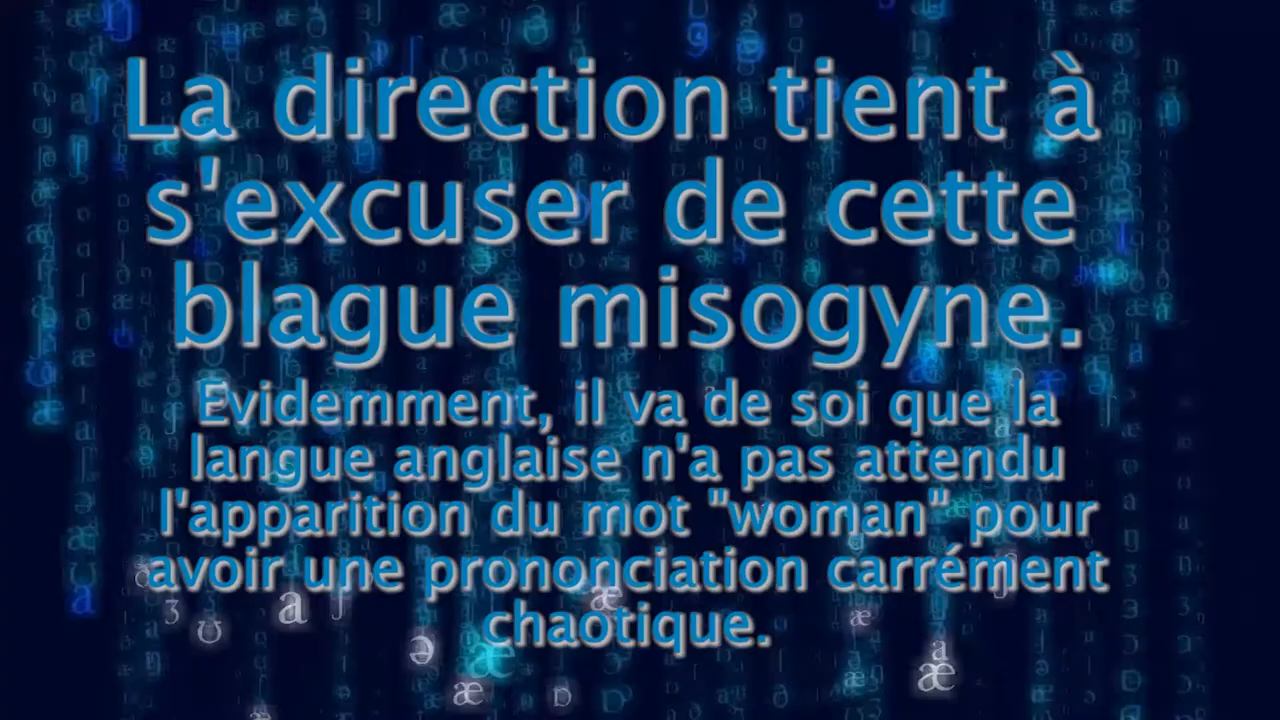 La direction tient à
s'excuser de cette
blague misogyne.
Evidemment, il va de soi que la
langue anglaise n'a pas attendu
l'apparition du mot "woman" pour
avoir une prononciation carrément
chaotique.